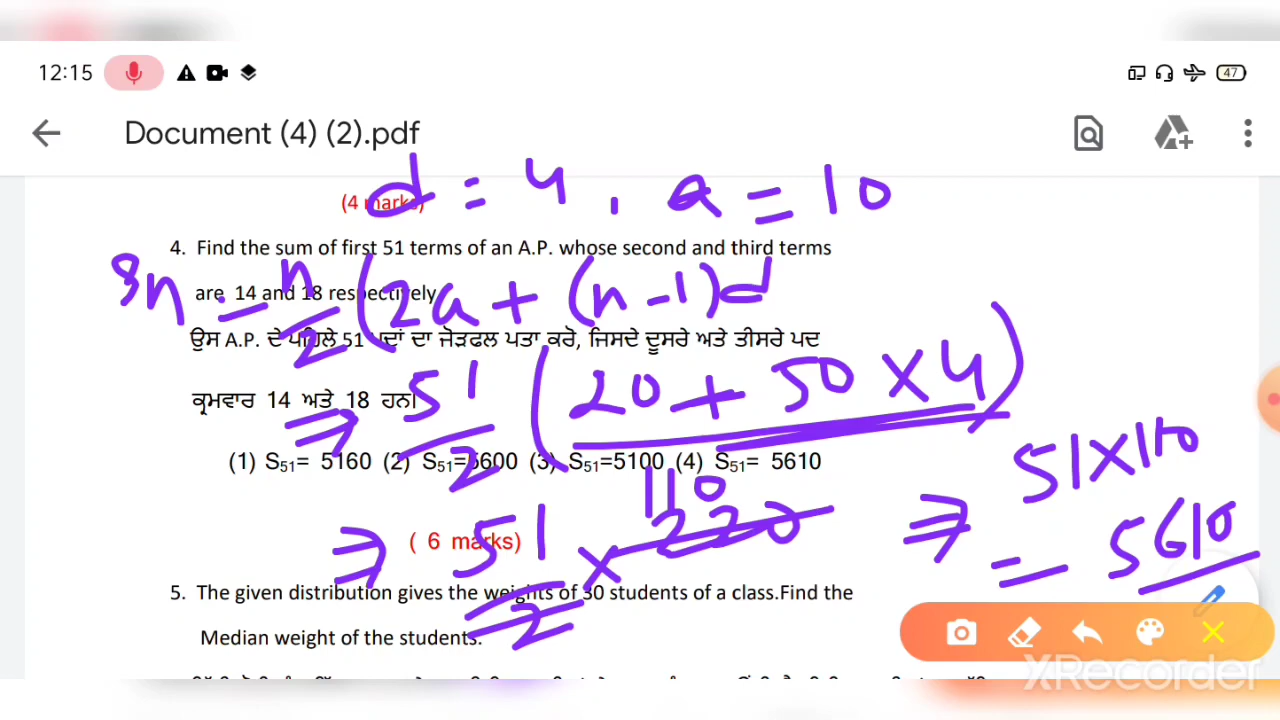 12:15
47
Document (4) (2).pdf
d = 4 , a = 10
(4 marks)
4. Find the sum of first 51 terms of an A.P. whose second and third terms
Sn = n/2 (2a + (n-1)d
are 14 and 18 respectively
ਉਸ A.P. ਦੇ ਪਹਿਲੇ 51 ਪਦਾਂ ਦਾ ਜੋੜਫਲ ਪਤਾ ਕਰੋ, ਜਿਸਦੇ ਦੂਸਰੇ ਅਤੇ ਤੀਸਰੇ ਪਦ
⇒ 51/2 (20 + 50 × 4)
ਕ੍ਰਮਵਾਰ 14 ਅਤੇ 18 ਹਨ।
(1) S51= 5160 (2) S51=5600 (3) S51=5100 (4) S51= 5610
⇒ 51 × 110
110
⇒ 51/2 × 220
= 5610
( 6 marks)
5. The given distribution gives the weights of 30 students of a class.Find the
Median weight of the students.
XRecorder